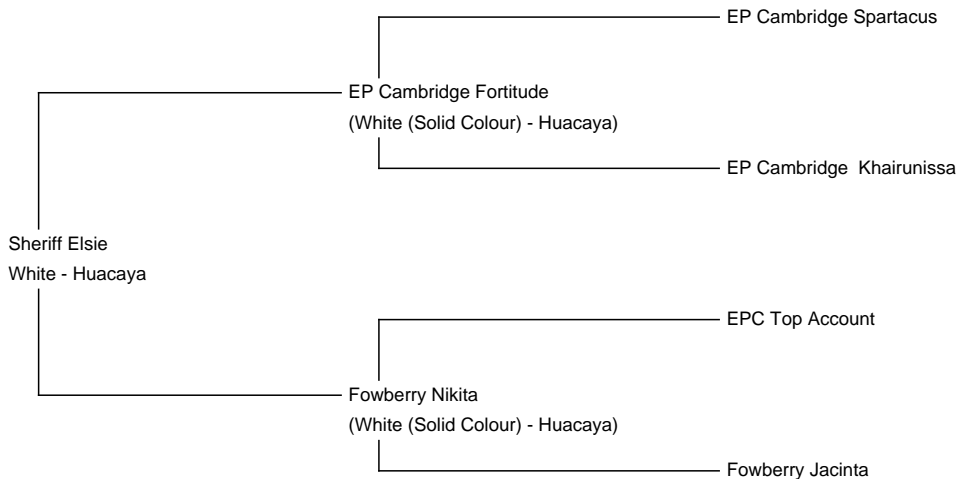 EP Cambridge Spartacus
EP Cambridge Fortitude
(White (Solid Colour) - Huacaya)
EP Cambridge  Khairunissa
Sheriff Elsie
White - Huacaya
EPC Top Account
Fowberry Nikita
(White (Solid Colour) - Huacaya)
Fowberry Jacinta